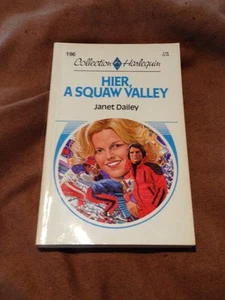 196
Collection Harlequin
HIER,
A SQUAW VALLEY
Janet Dailey